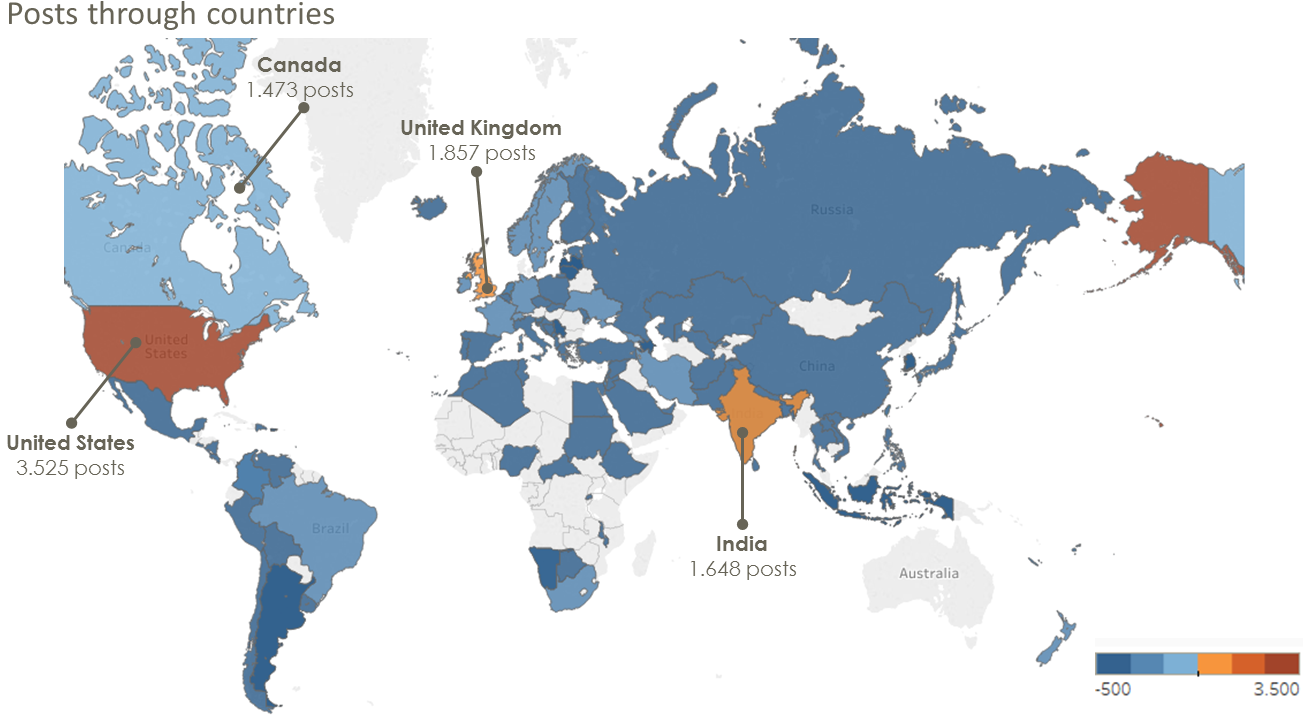 Posts through countries
Canada
1.473 posts
United Kingdom
1.857 posts
Russia
Canada
United
States
China
United States
3.525 posts
Brazil
India
1.648 posts
Australia
-500
3.500